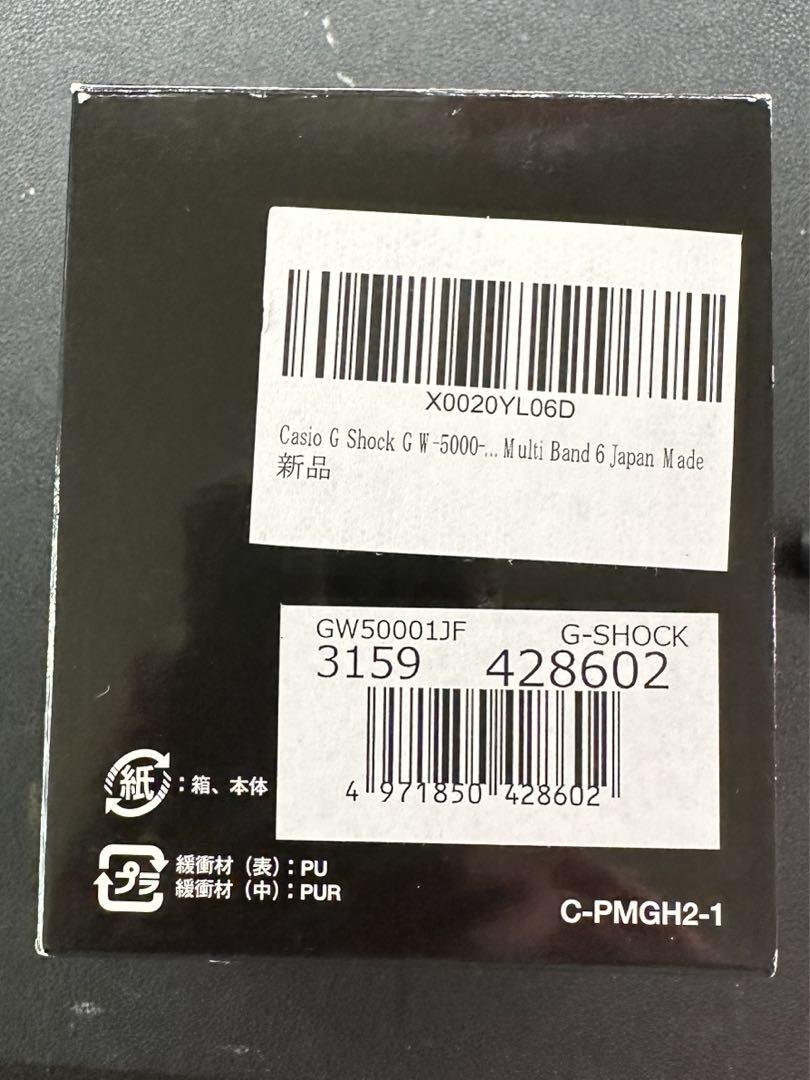 X0020YL06D
Casio G Shock GW-5000-... Multi Band 6 Japan Made
新品
GW50001JF G-SHOCK
3159 428602
4 971850 428602
紙:箱、本体
プラ
緩衝材(表):PU
緩衝材(中):PUR
C-PMGH2-1